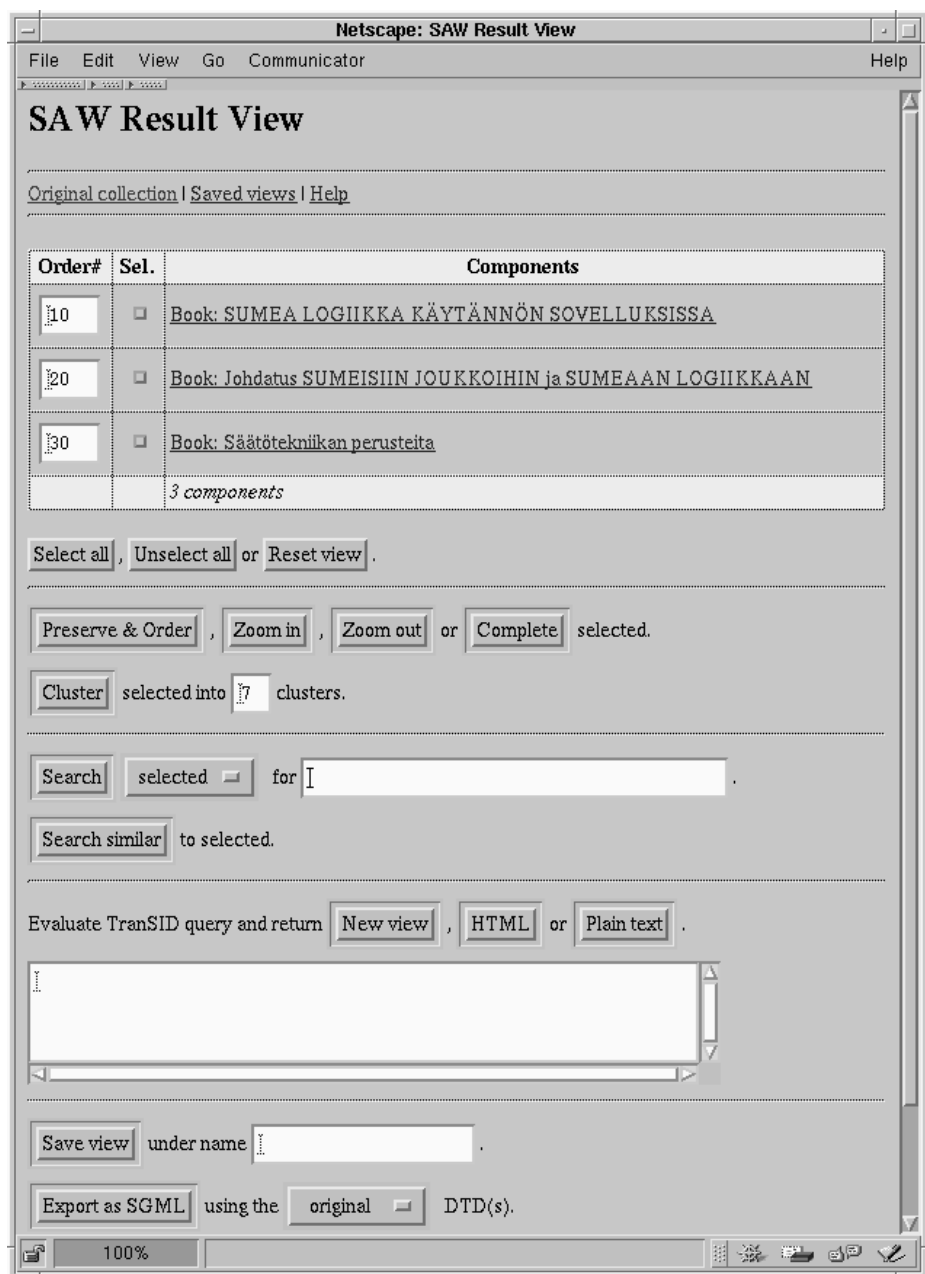 Netscape: SAW Result View
File Edit View Go Communicator Help
SAW Result View
Original collection | Saved views | Help
Order# Sel. Components
10 Book: SUMEA LOGIIKKA KÄYTÄNNÖN SOVELLUKSISSA
20 Book: Johdatus SUMEISIIN JOUKKOIHIN ja SUMEAAN LOGIIKKAAN
30 Book: Säätötekniikan perusteita
3 components
Select all , Unselect all or Reset view .
Preserve & Order , Zoom in , Zoom out or Complete selected.
Cluster selected into 7 clusters.
Search selected for .
Search similar to selected.
Evaluate TranSID query and return New view , HTML or Plain text .
Save view under name .
Export as SGML using the original DTD(s).
100%